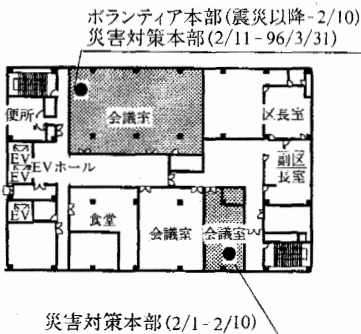 ボランティア本部(震災以降-2/10)
災害対策本部(2/11-96/3/31)
便所
会議室
区長室
EV
EV
EVホール
副区
長室
EV
食堂
会議室
会議室
災害対策本部(2/1-2/10)